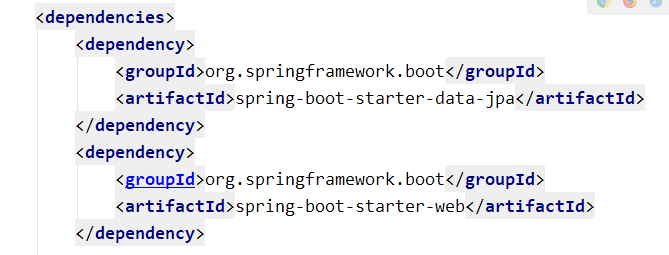 <dependencies>
<dependency>
<groupId>org.springframework.boot</groupId>
<artifactId>spring-boot-starter-data-jpa</artifactId>
</dependency>
<dependency>
<groupId>org.springframework.boot</groupId>
<artifactId>spring-boot-starter-web</artifactId>
</dependency>